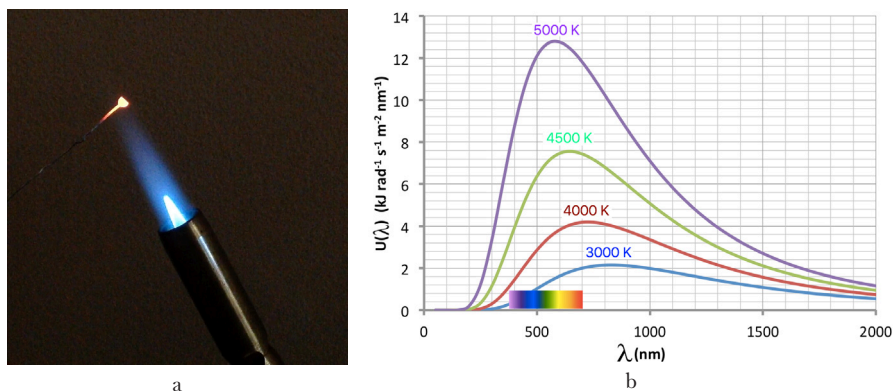 14
12
10
8
6
4
2
0
U(λ) (kJ rad⁻¹ s⁻¹ m⁻² nm⁻¹)
5000 K
4500 K
4000 K
3000 K
0 500 1000 1500 2000
λ(nm)
a
b